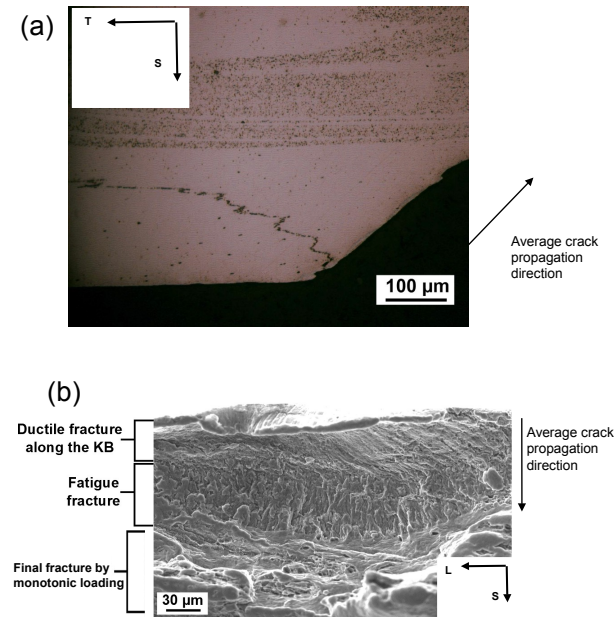 (a)
T
S
100 µm
Average crack
propagation
direction
(b)
Ductile fracture
along the KB
Fatigue
fracture
Final fracture by
monotonic loading
30 µm
Average crack
propagation
direction
L
S